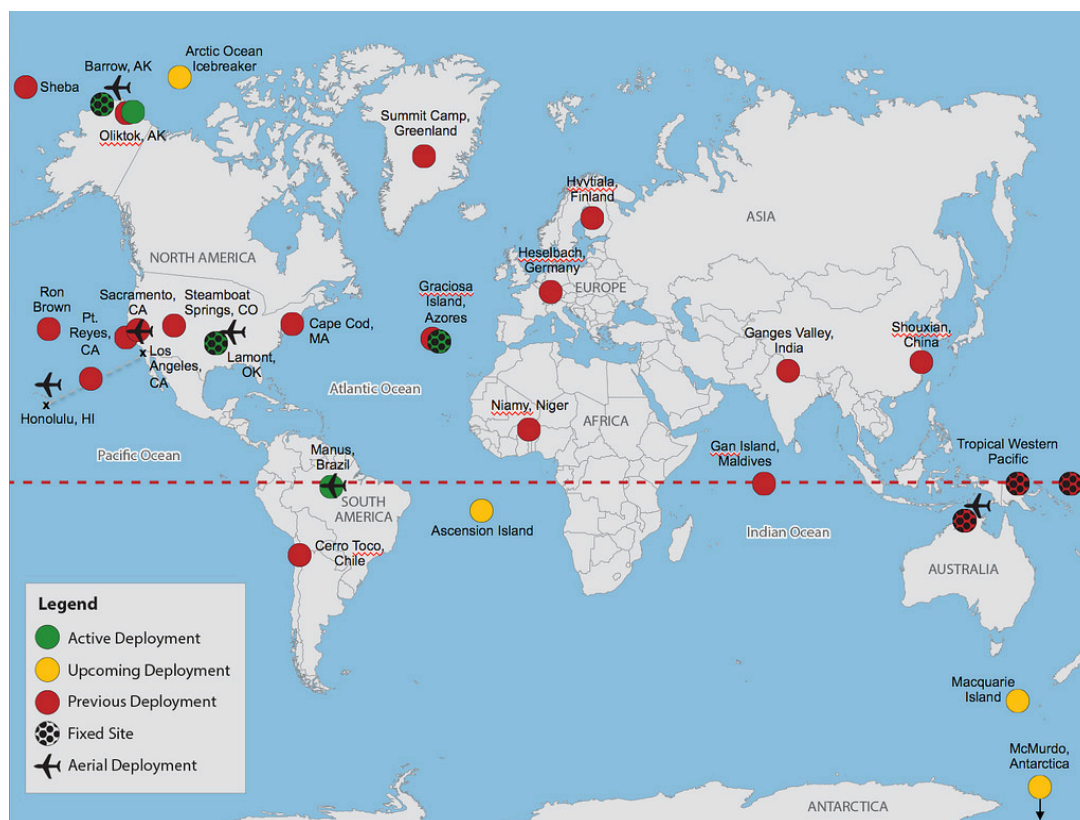 Arctic Ocean
Icebreaker
Barrow, AK
Sheba
Oliktok, AK
Summit Camp,
Greenland
Hyytiala,
Finland
ASIA
NORTH AMERICA
Heselbach,
Germany
EUROPE
Graciosa
Island,
Azores
Ron
Brown
Sacramento,
CA
Steamboat
Springs, CO
Pt.
Reyes,
CA
Cape Cod,
MA
Los
Angeles,
CA
Lamont,
OK
Ganges Valley,
India
Shouxian,
China
x
x
Honolulu, HI
Atlantic Ocean
Niamy, Niger
AFRICA
Pacific Ocean
Manus,
Brazil
Gan Island,
Maldives
Tropical Western
Pacific
SOUTH
AMERICA
Ascension Island
Indian Ocean
Cerro Toco,
Chile
AUSTRALIA
Legend
Active Deployment
Upcoming Deployment
Previous Deployment
Fixed Site
Aerial Deployment
Macquarie
Island
McMurdo,
Antarctica
ANTARCTICA